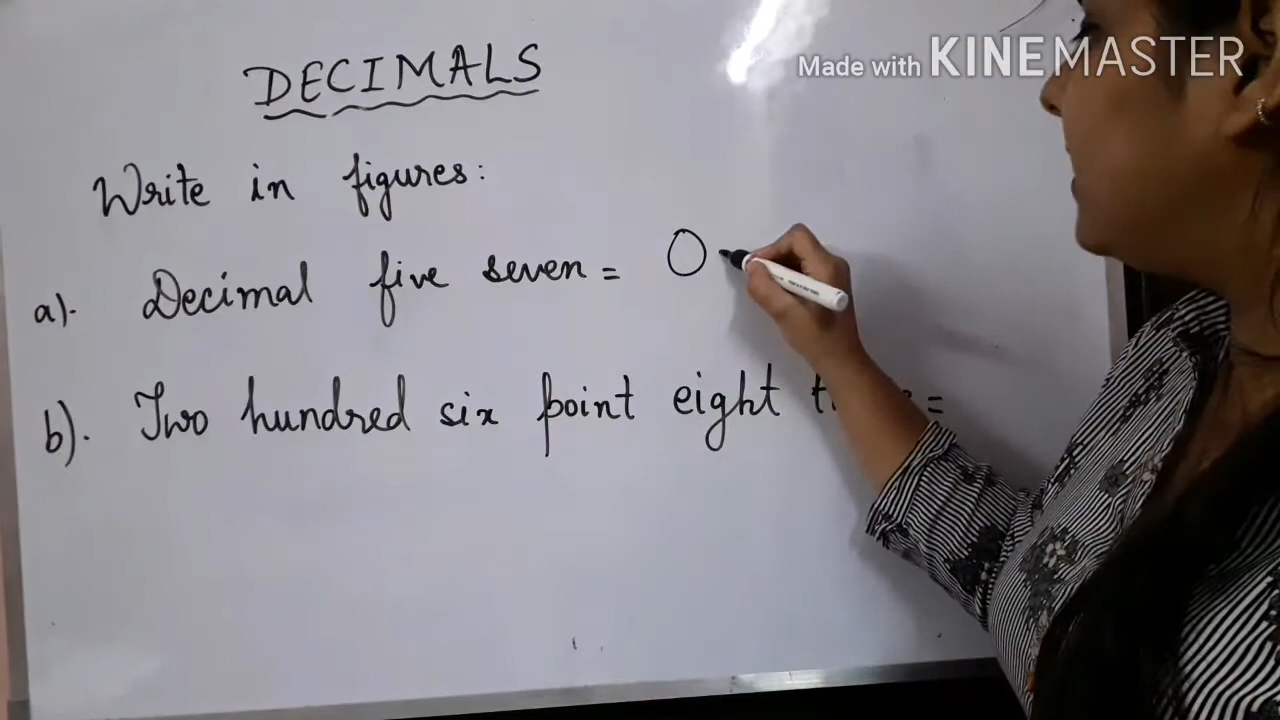 Made with KINEMASTER
DECIMALS
Write in figures:
a). Decimal five seven = 0
b). Two hundred six point eight =